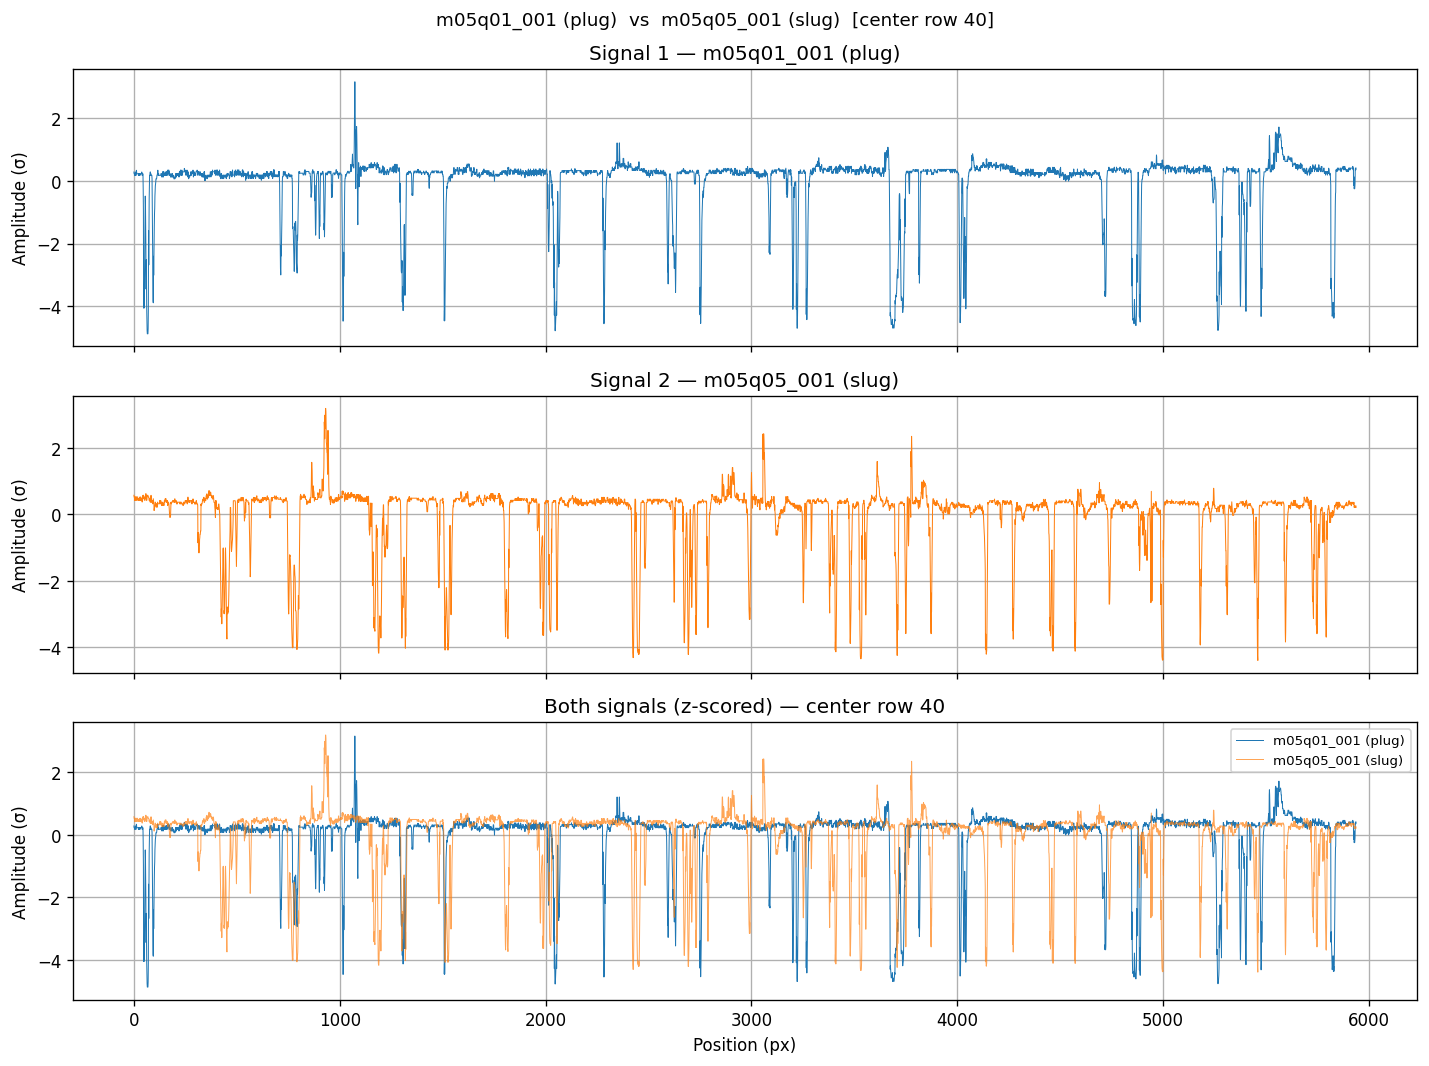 m05q01_001 (plug)  vs  m05q05_001 (slug)  [center row 40]
Signal 1 — m05q01_001 (plug)
Amplitude (σ)
2
0
−2
−4
Signal 2 — m05q05_001 (slug)
Amplitude (σ)
2
0
−2
−4
Both signals (z-scored) — center row 40
m05q01_001 (plug)
m05q05_001 (slug)
Amplitude (σ)
2
0
−2
−4
0 1000 2000 3000 4000 5000 6000
Position (px)